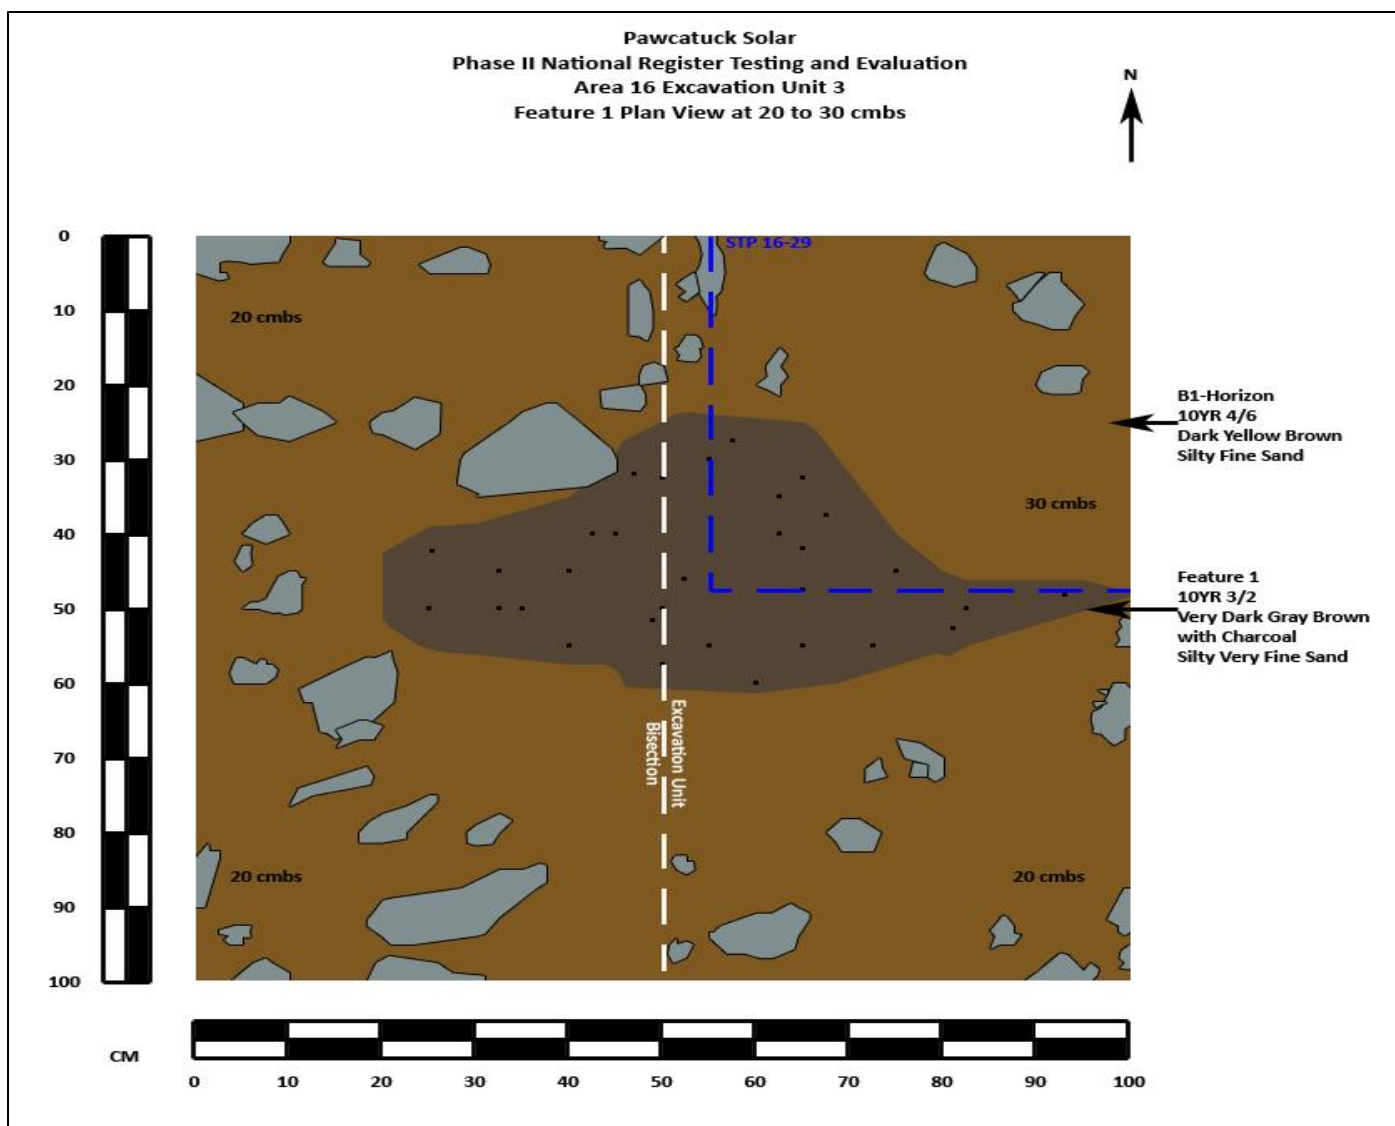 Pawcatuck Solar
Phase II National Register Testing and Evaluation
Area 16 Excavation Unit 3
Feature 1 Plan View at 20 to 30 cmbs
N
0
10
20
30
40
50
60
70
80
90
100
STP 16-29
20 cmbs
30 cmbs
20 cmbs
20 cmbs
Excavation Unit
Bisection
B1-Horizon
10YR 4/6
Dark Yellow Brown
Silty Fine Sand
Feature 1
10YR 3/2
Very Dark Gray Brown
with Charcoal
Silty Very Fine Sand
CM
0 10 20 30 40 50 60 70 80 90 100